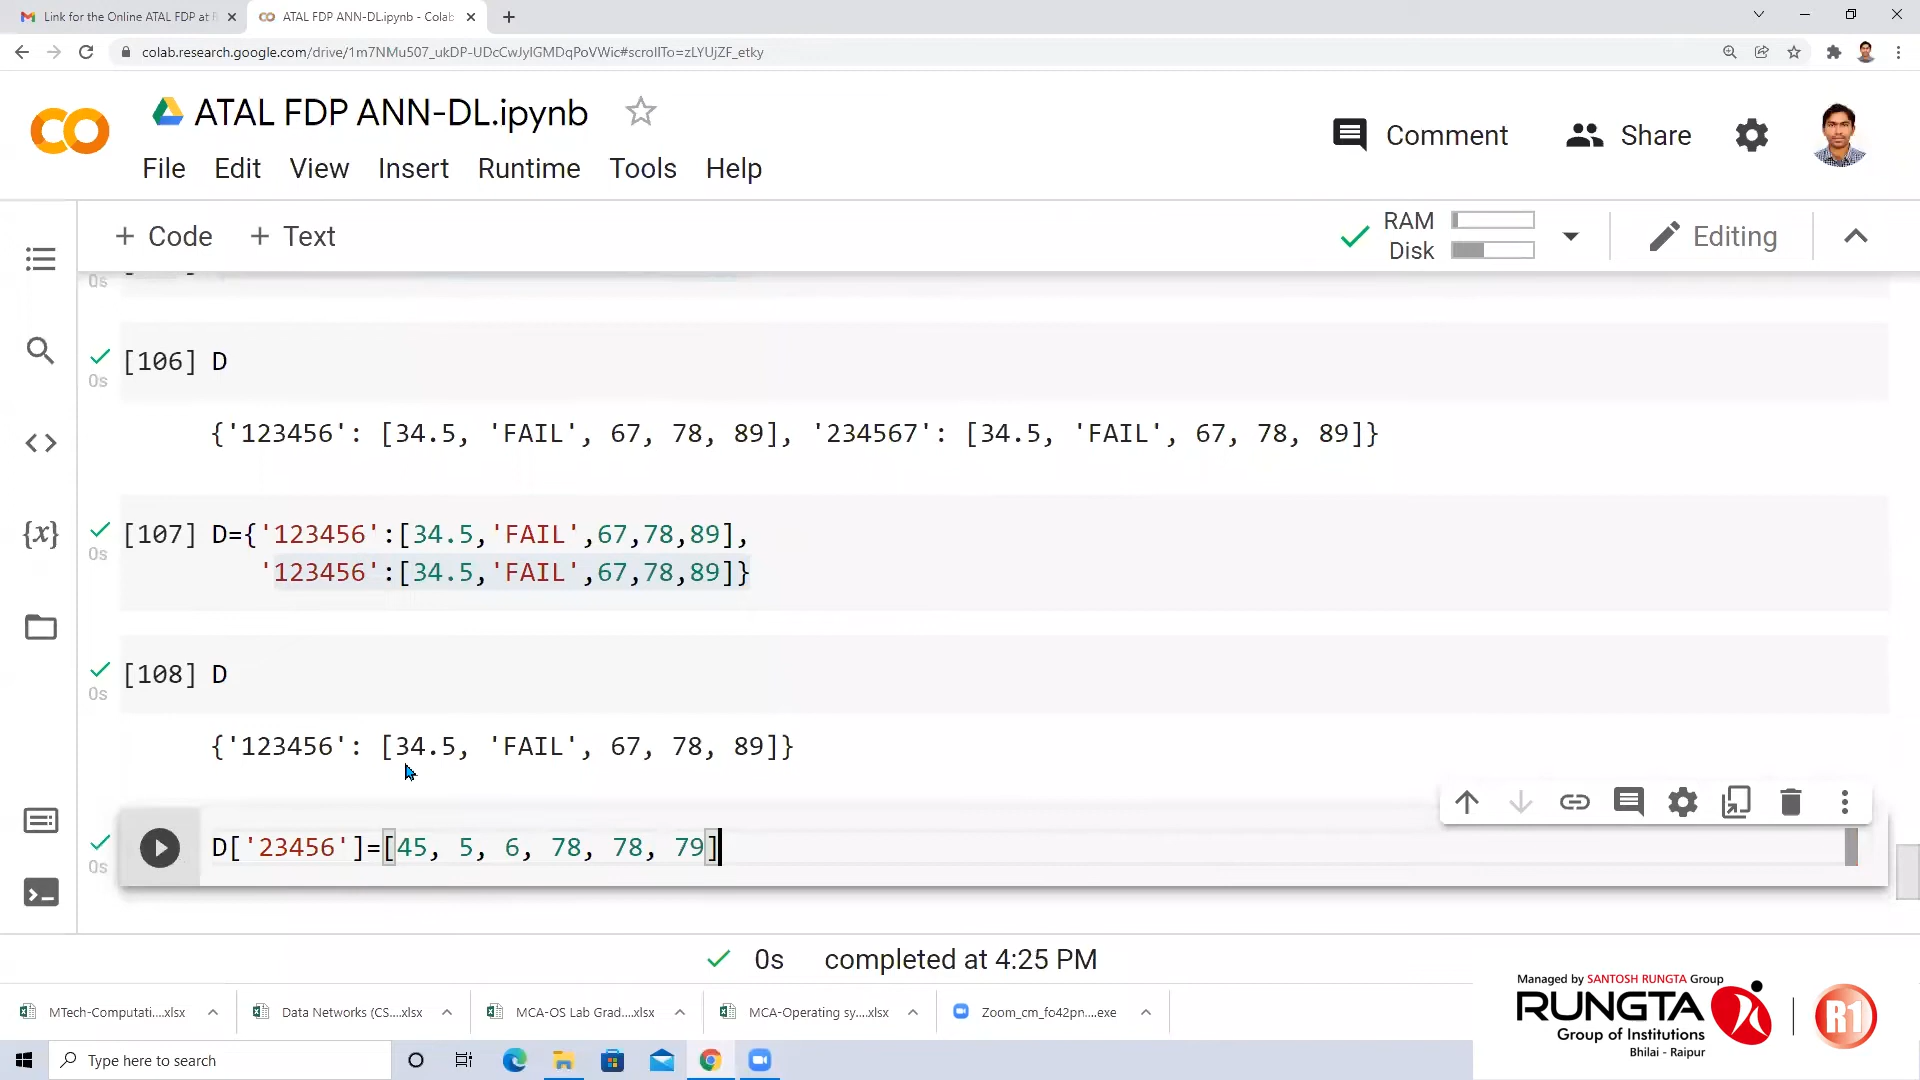 Link for the Online ATAL FDP at
ATAL FDP ANN-DL.ipynb - Colab
colab.research.google.com/drive/1m7NMu507_ukDP-UDcCwJyIGMDqPoVWic#scrollTo=zLYUjZF_etky
ATAL FDP ANN-DL.ipynb
Comment
Share
File Edit View Insert Runtime Tools Help
+ Code + Text
RAM
Disk
Editing
0s
[106] D
0s
{'123456': [34.5, 'FAIL', 67, 78, 89], '234567': [34.5, 'FAIL', 67, 78, 89]}
[107] D={'123456':[34.5,'FAIL',67,78,89],
0s
'123456':[34.5,'FAIL',67,78,89]}
[108] D
0s
{'123456': [34.5, 'FAIL', 67, 78, 89]}
D['23456']=[45, 5, 6, 78, 78, 79]
0s
0s completed at 4:25 PM
MTech-Computati....xlsx
Data Networks (CS....xlsx
MCA-OS Lab Grad....xlsx
MCA-Operating sy....xlsx
Zoom_cm_fo42pn....exe
Type here to search
Managed by SANTOSH RUNGTA Group
RUNGTA
Group of Institutions
Bhilai - Raipur
R1